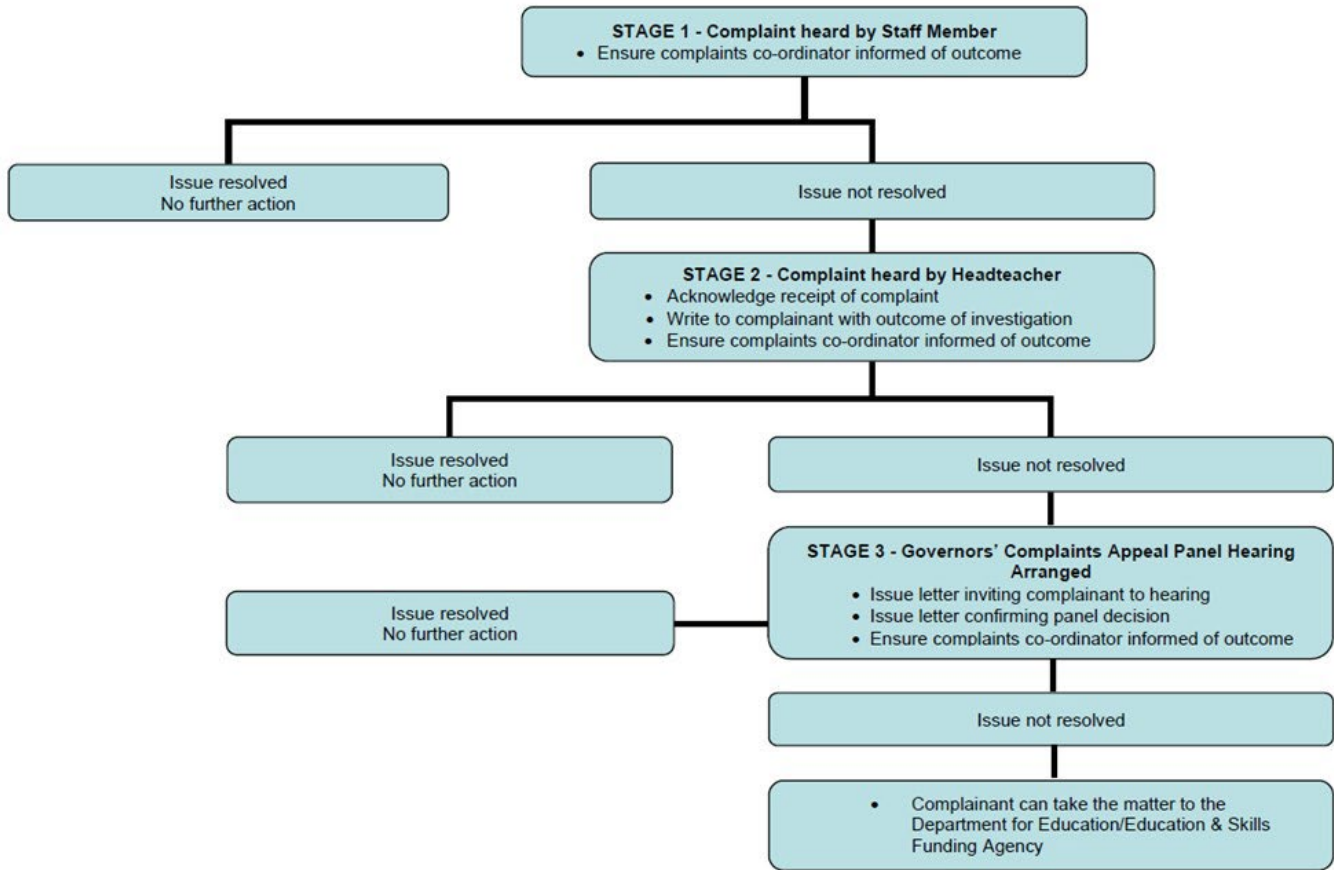 STAGE 1 - Complaint heard by Staff Member
• Ensure complaints co-ordinator informed of outcome
Issue resolved
No further action
Issue not resolved
STAGE 2 - Complaint heard by Headteacher
• Acknowledge receipt of complaint
• Write to complainant with outcome of investigation
• Ensure complaints co-ordinator informed of outcome
Issue resolved
No further action
Issue not resolved
STAGE 3 - Governors' Complaints Appeal Panel Hearing
Arranged
• Issue letter inviting complainant to hearing
• Issue letter confirming panel decision
• Ensure complaints co-ordinator informed of outcome
Issue resolved
No further action
Issue not resolved
• Complainant can take the matter to the
Department for Education/Education & Skills
Funding Agency